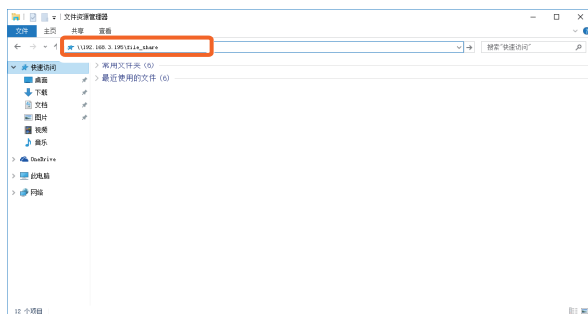 文件资源管理器
文件 主页 共享 查看
\\192.168.3.195\file_share
搜索"快速访问"
快速访问
桌面
下载
文档
图片
视频
音乐
OneDrive
此电脑
网络
常用文件夹 (6)
最近使用的文件 (6)
12 个项目